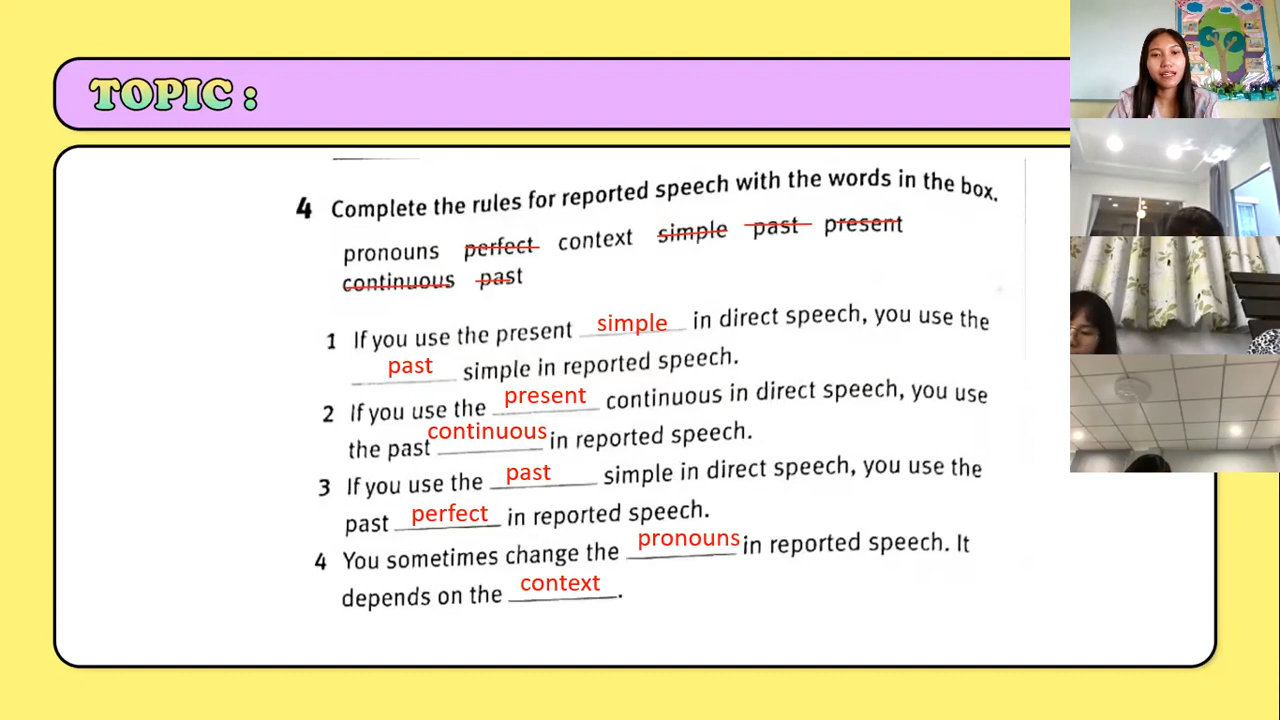 TOPIC :
4 Complete the rules for reported speech with the words in the box.
pronouns perfect context simple past present
continuous past
1 If you use the present simple in direct speech, you use the
past simple in reported speech.
2 If you use the present continuous in direct speech, you use
the past continuous in reported speech.
3 If you use the past simple in direct speech, you use the
past perfect in reported speech.
4 You sometimes change the pronouns in reported speech. It
depends on the context.